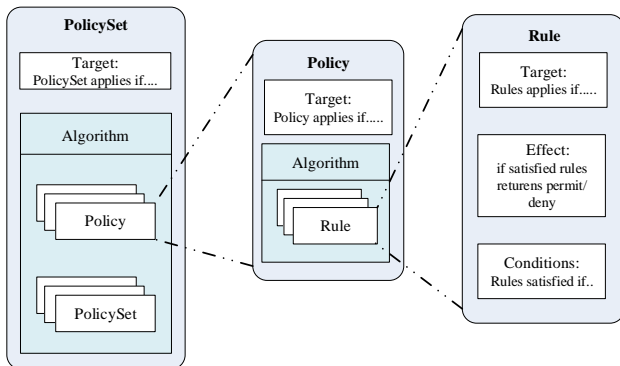 PolicySet
Target:
PolicySet applies if....
Algorithm
Policy
PolicySet
Policy
Target:
Policy applies if.....
Algorithm
Rule
Rule
Target:
Rules applies if.....
Effect:
if satisfied rules
returens permit/
deny
Conditions:
Rules satisfied if..